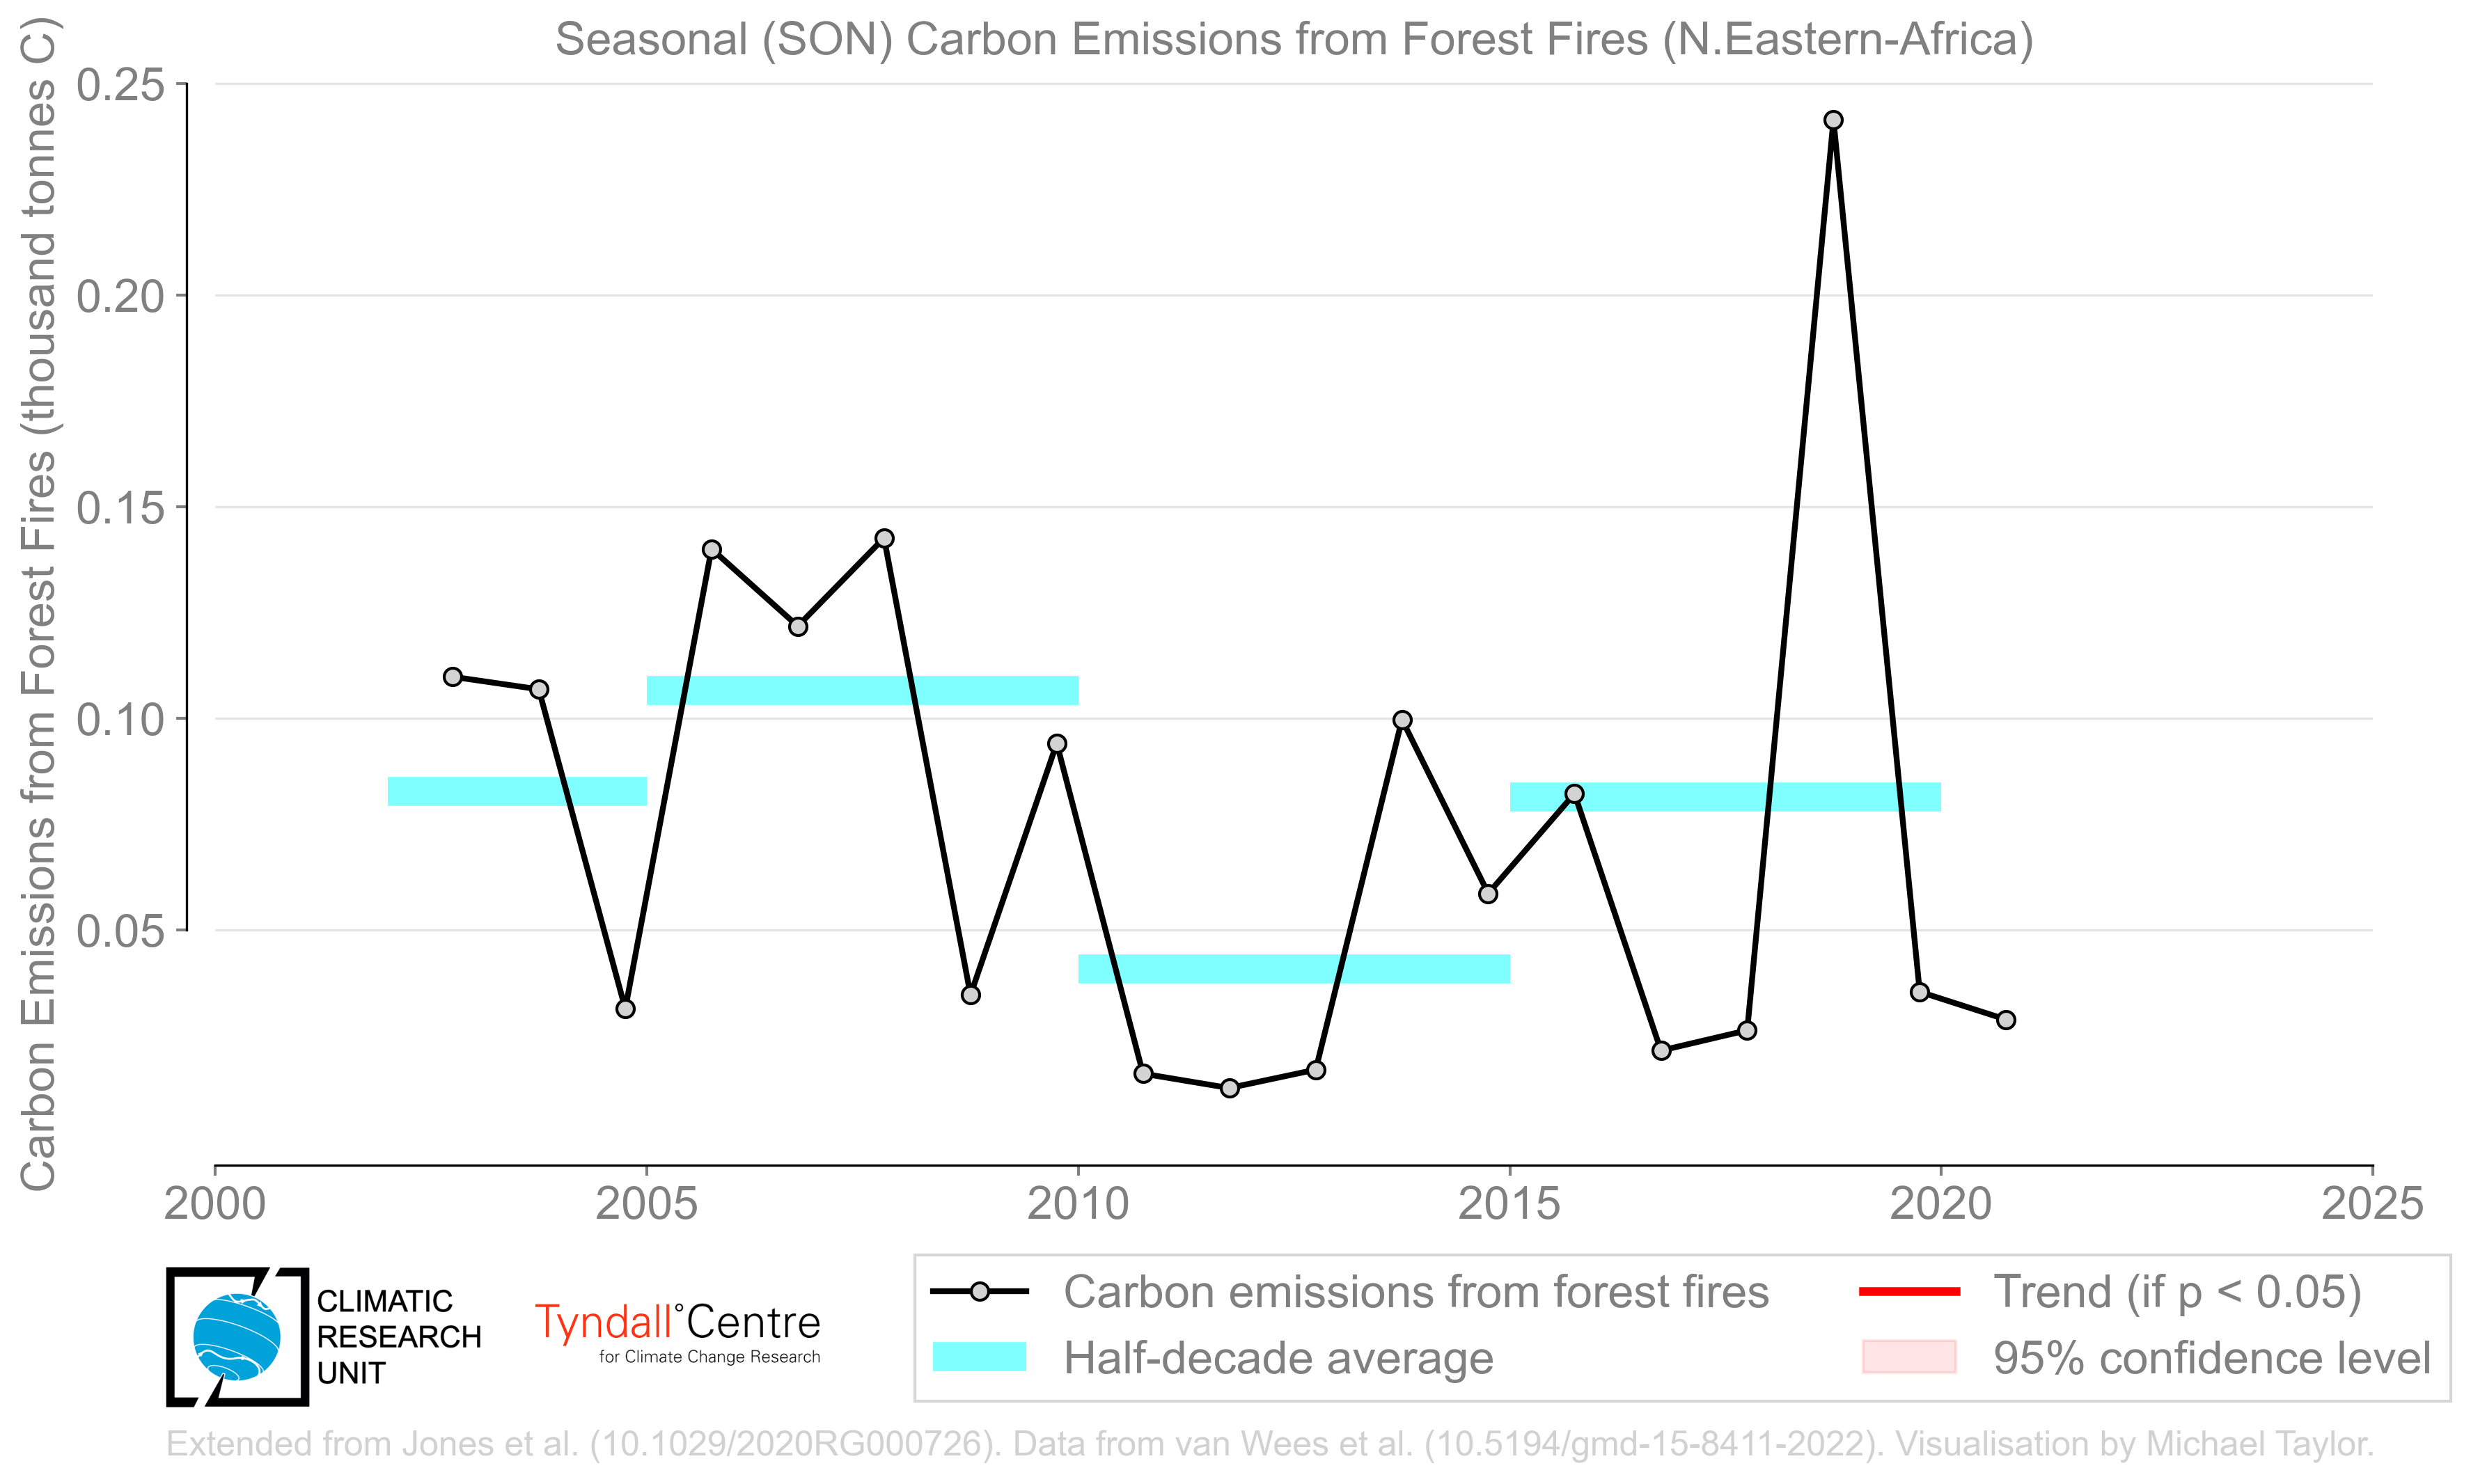 Seasonal (SON) Carbon Emissions from Forest Fires (N.Eastern-Africa)
Carbon Emissions from Forest Fires (thousand tonnes C)
0.25
0.20
0.15
0.10
0.05
2000 2005 2010 2015 2020 2025
CLIMATIC
RESEARCH
UNIT
Tyndall°Centre
for Climate Change Research
Carbon emissions from forest fires
Half-decade average
Trend (if p < 0.05)
95% confidence level
Extended from Jones et al. (10.1029/2020RG000726). Data from van Wees et al. (10.5194/gmd-15-8411-2022). Visualisation by Michael Taylor.